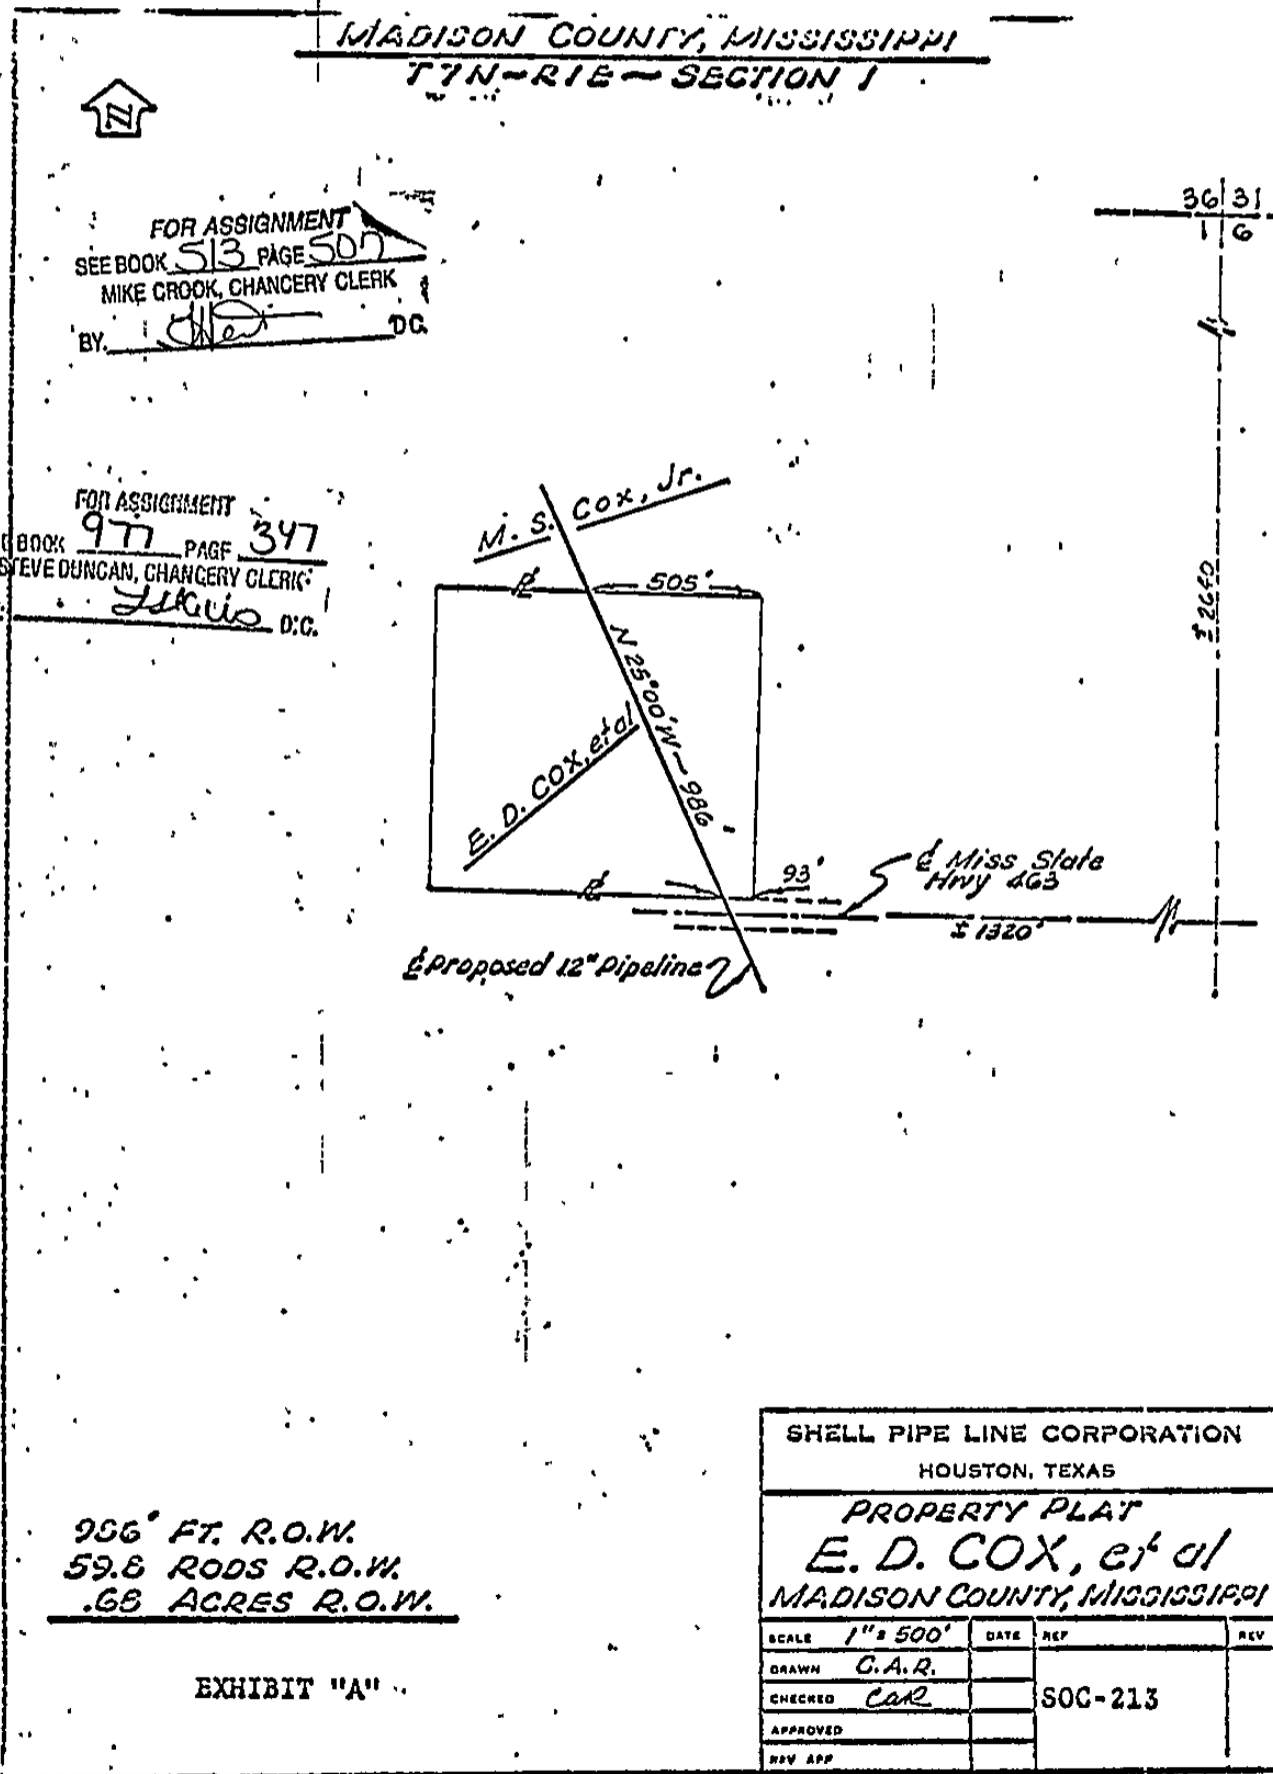 MADISON COUNTY, MISSISSIPPI
T7N~R1E~SECTION 1
N
36 31
1 6
FOR ASSIGNMENT
SEE BOOK 513 PAGE 507
MIKE CROOK, CHANCERY CLERK
BY. D.C.
FOR ASSIGNMENT
BOOK 977 PAGE 347
STEVE DUNCAN, CHANCERY CLERK
D.C.
M. S. Cox, Jr.
℄ 505'
± 2640
N 25°00'W ~ 986'
E. D. COX, et al
93'
℄ Miss State
Hwy 463
± 1320'
℄ Proposed 12" Pipeline
986' FT. R.O.W.
59.8 RODS R.O.W.
.68 ACRES R.O.W.
EXHIBIT "A"
SHELL PIPE LINE CORPORATION
HOUSTON, TEXAS
PROPERTY PLAT
E. D. COX, et al
MADISON COUNTY, MISSISSIPPI
SCALE 1" = 500' DATE REF REV
DRAWN C.A.R.
CHECKED CAR SOC-213
APPROVED
REV APP